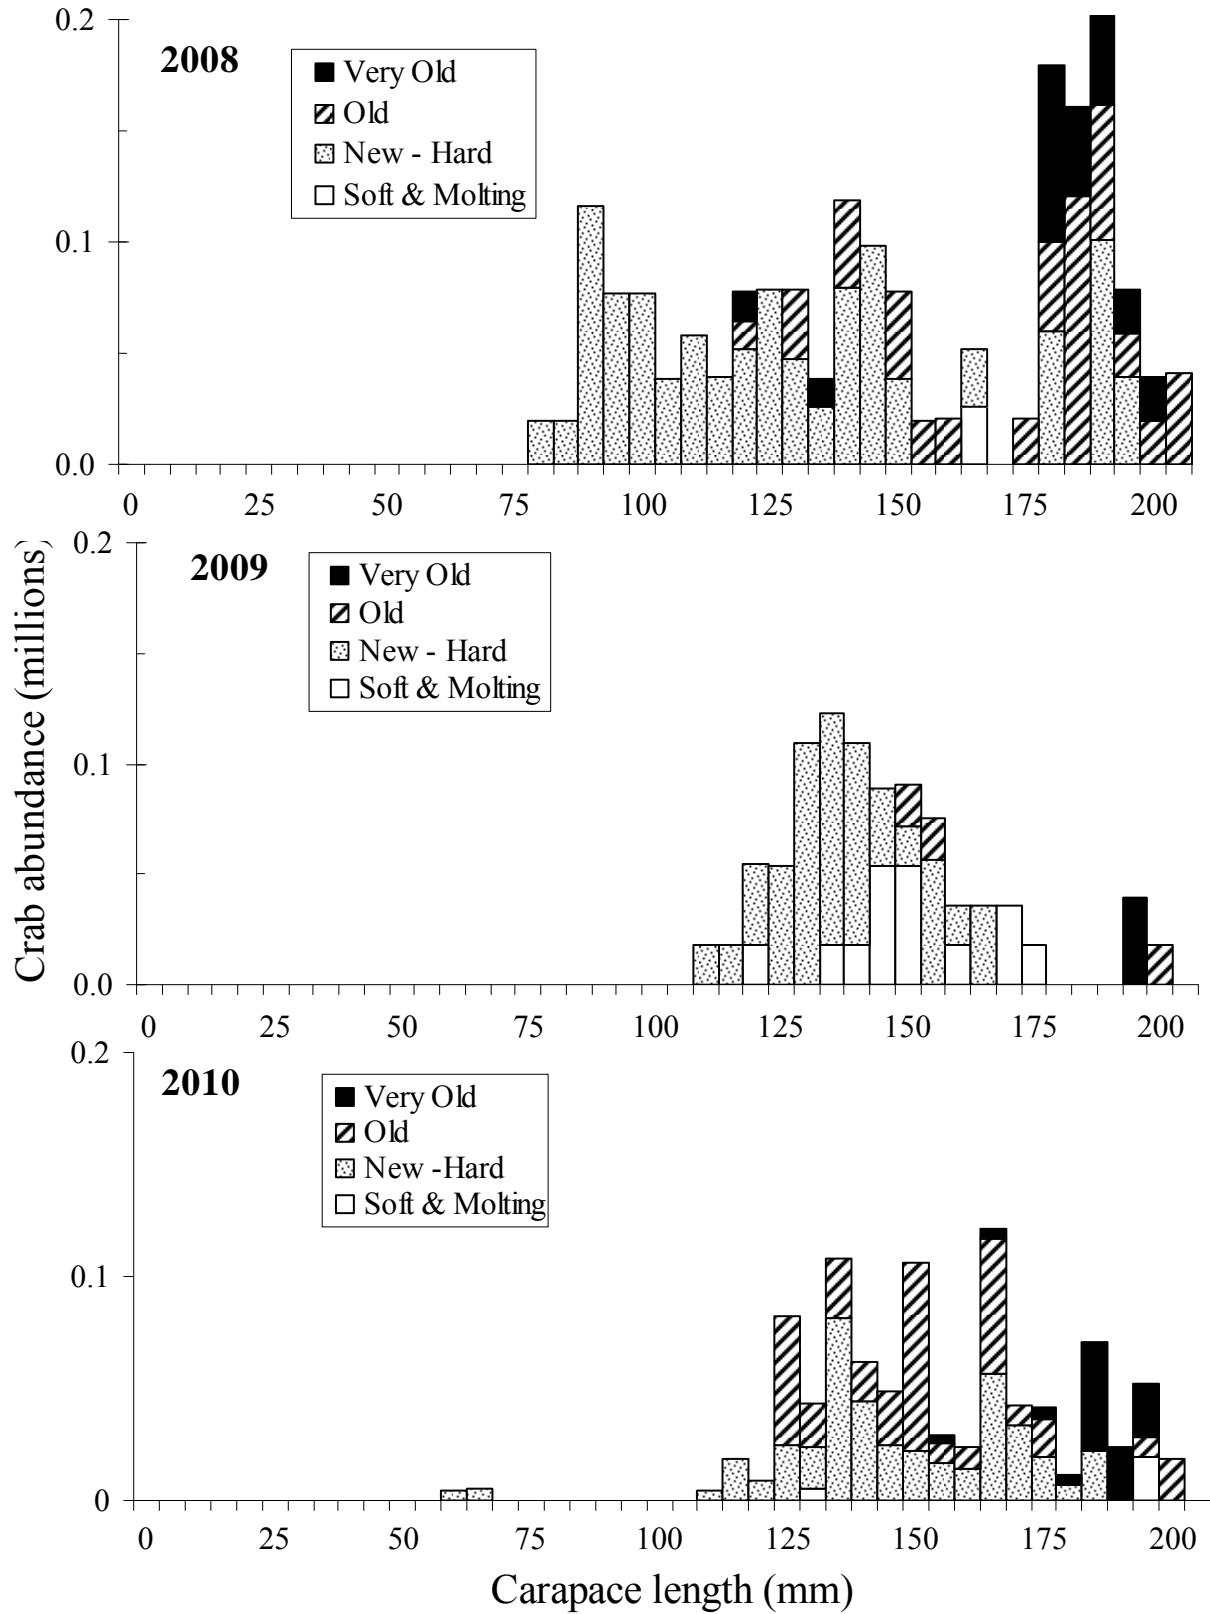 0.2
2008
Very Old
Old
New - Hard
Soft & Molting
0.1
0.0
0 25 50 75 100 125 150 175 200
0.2
2009
Very Old
Old
New - Hard
Soft & Molting
Crab abundance (millions)
0.1
0.0
0 25 50 75 100 125 150 175 200
0.2
2010
Very Old
Old
New -Hard
Soft & Molting
0.1
0
0 25 50 75 100 125 150 175 200
Carapace length (mm)